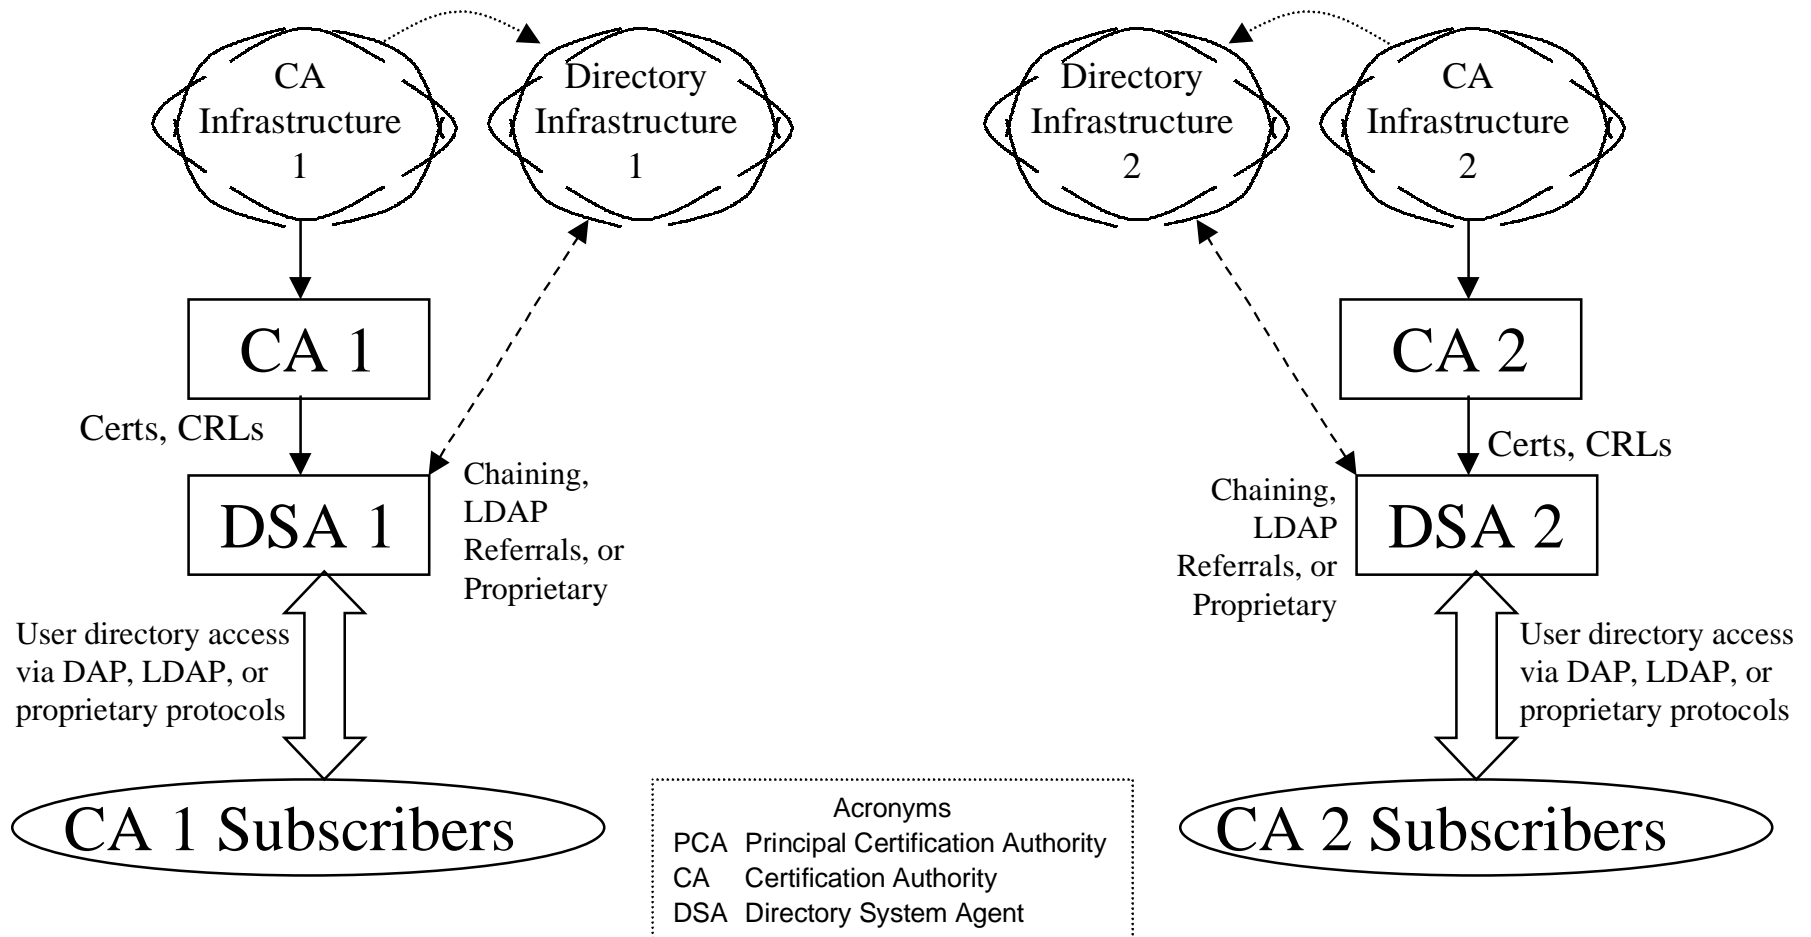 CA
Infrastructure
1
Directory
Infrastructure
1
Directory
Infrastructure
2
CA
Infrastructure
2
CA 1
CA 2
Certs, CRLs
Certs, CRLs
DSA 1
Chaining,
LDAP
Referrals, or
Proprietary
Chaining,
LDAP
Referrals, or
Proprietary
DSA 2
User directory access
via DAP, LDAP, or
proprietary protocols
User directory access
via DAP, LDAP, or
proprietary protocols
CA 1 Subscribers
Acronyms
PCA Principal Certification Authority
CA Certification Authority
DSA Directory System Agent
CA 2 Subscribers